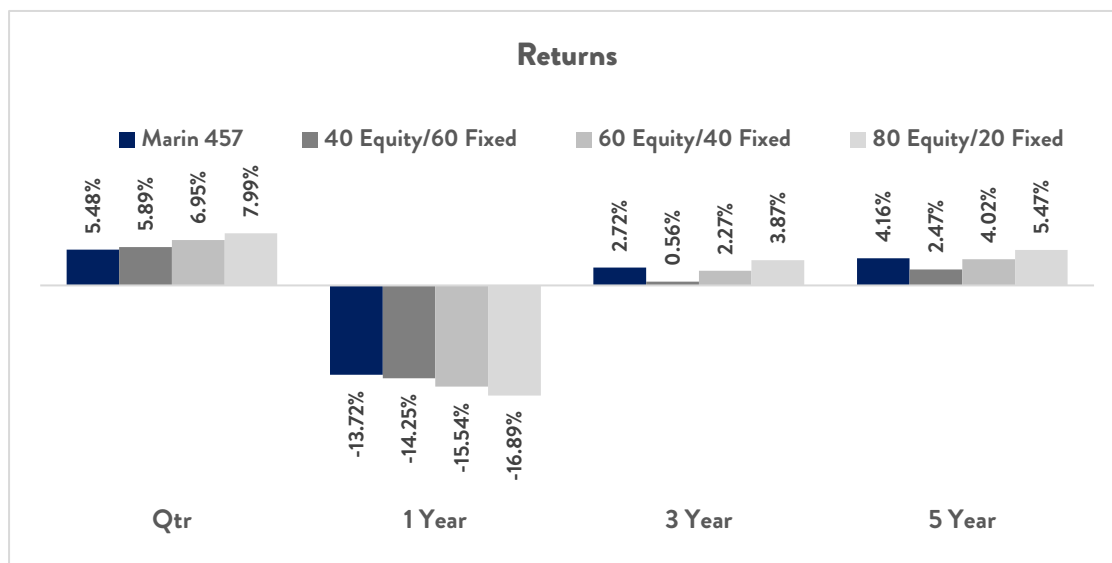 Returns
Marin 457
40 Equity/60 Fixed
60 Equity/40 Fixed
80 Equity/20 Fixed
5.48%
5.89%
6.95%
7.99%
-13.72%
-14.25%
-15.54%
-16.89%
2.72%
0.56%
2.27%
3.87%
4.16%
2.47%
4.02%
5.47%
Qtr
1 Year
3 Year
5 Year